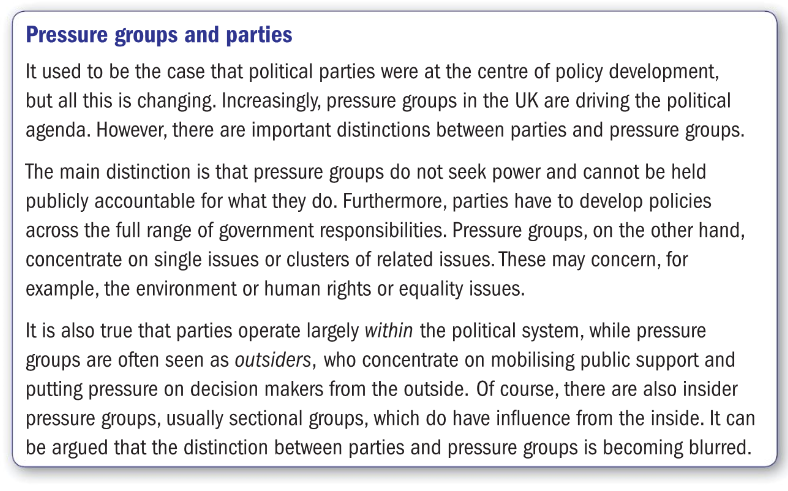 Pressure groups and parties
It used to be the case that political parties were at the centre of policy development,
but all this is changing. Increasingly, pressure groups in the UK are driving the political
agenda. However, there are important distinctions between parties and pressure groups.
The main distinction is that pressure groups do not seek power and cannot be held
publicly accountable for what they do. Furthermore, parties have to develop policies
across the full range of government responsibilities. Pressure groups, on the other hand,
concentrate on single issues or clusters of related issues. These may concern, for
example, the environment or human rights or equality issues.
It is also true that parties operate largely within the political system, while pressure
groups are often seen as outsiders, who concentrate on mobilising public support and
putting pressure on decision makers from the outside. Of course, there are also insider
pressure groups, usually sectional groups, which do have influence from the inside. It can
be argued that the distinction between parties and pressure groups is becoming blurred.